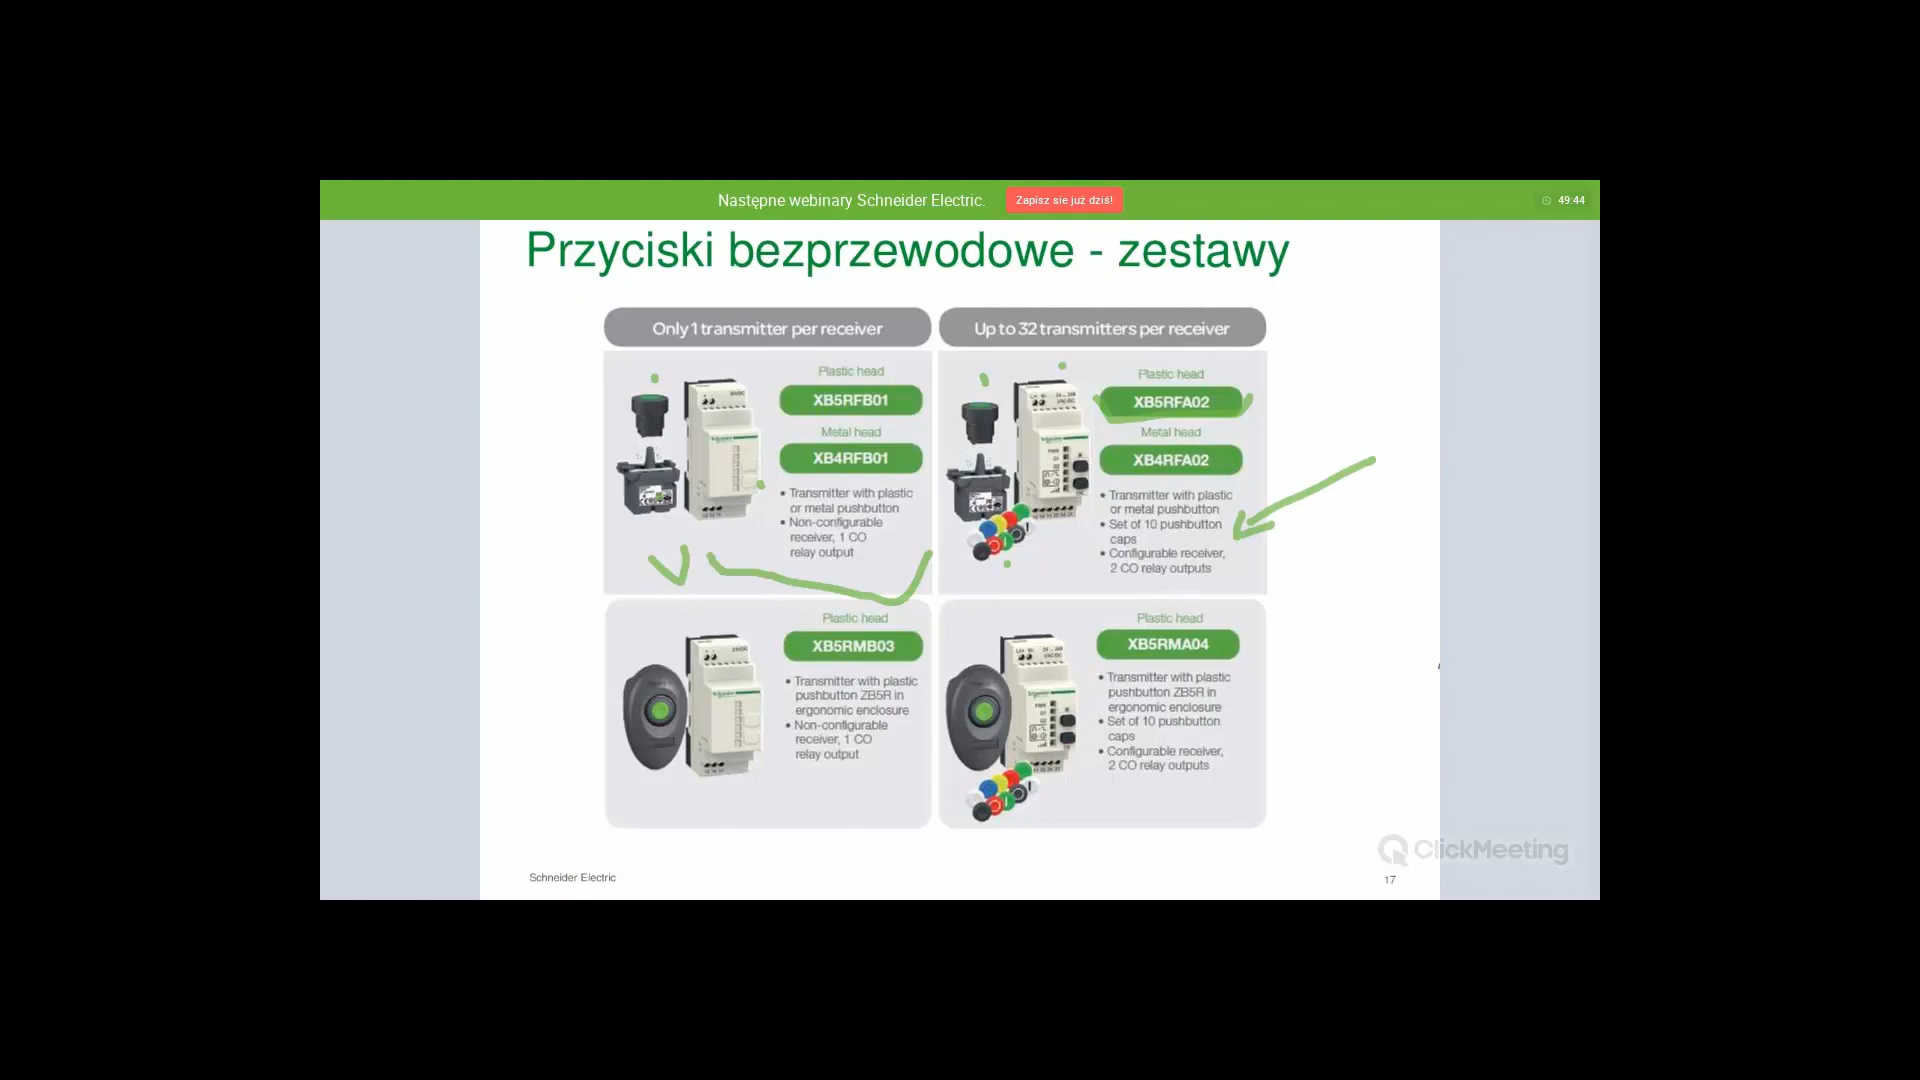 Następne webinary Schneider Electric.
Zapisz sie już dziś!
49:44
Przyciski bezprzewodowe - zestawy
Only 1 transmitter per receiver
Plastic head
XB5RFB01
Metal head
XB4RFB01
• Transmitter with plastic
or metal pushbutton
• Non-configurable
receiver, 1 CO
relay output
Up to 32 transmitters per receiver
Plastic head
XB5RFA02
Metal head
XB4RFA02
• Transmitter with plastic
or metal pushbutton
• Set of 10 pushbutton
caps
• Configurable receiver,
2 CO relay outputs
Plastic head
XB5RMB03
• Transmitter with plastic
pushbutton ZB5R in
ergonomic enclosure
• Non-configurable
receiver, 1 CO
relay output
Plastic head
XB5RMA04
• Transmitter with plastic
pushbutton ZB5R in
ergonomic enclosure
• Set of 10 pushbutton
caps
• Configurable receiver,
2 CO relay outputs
ClickMeeting
Schneider Electric
17